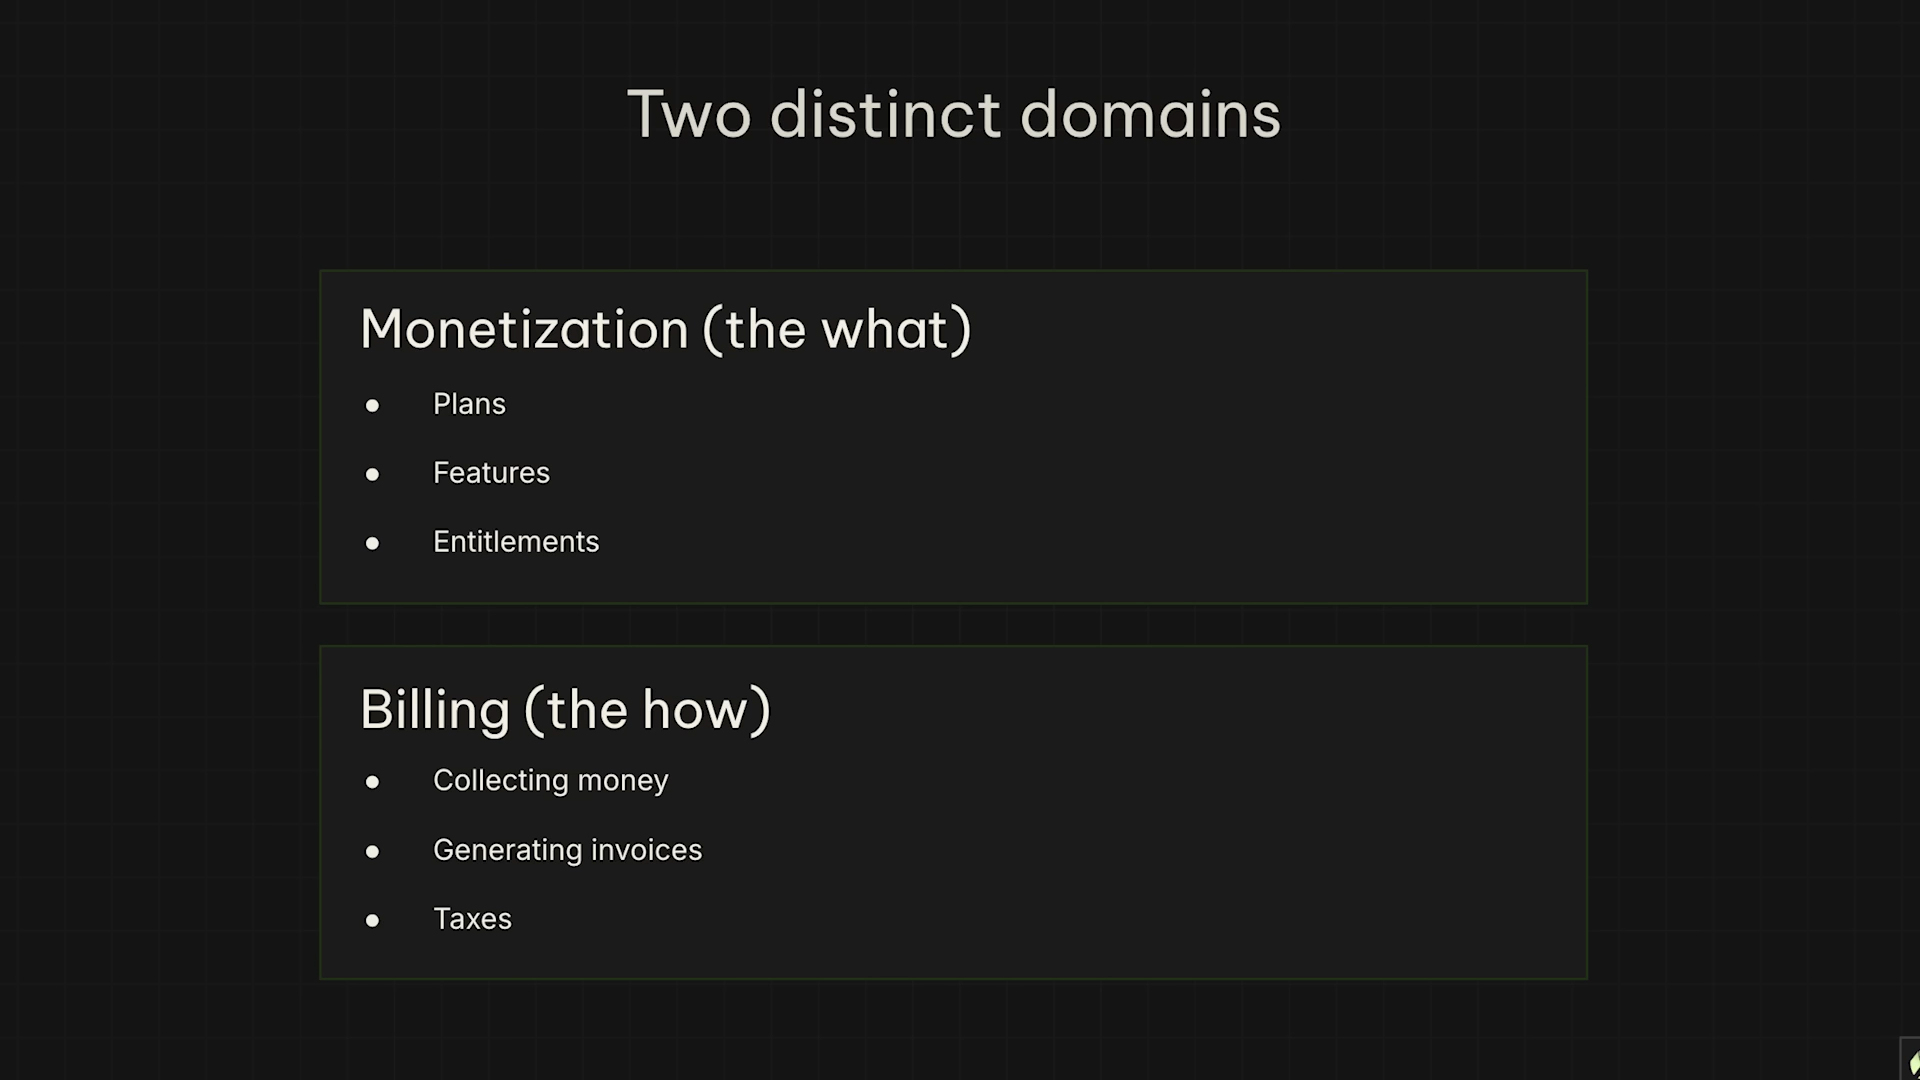 Two distinct domains
Monetization (the what)
● Plans
● Features
● Entitlements
Billing (the how)
● Collecting money
● Generating invoices
● Taxes